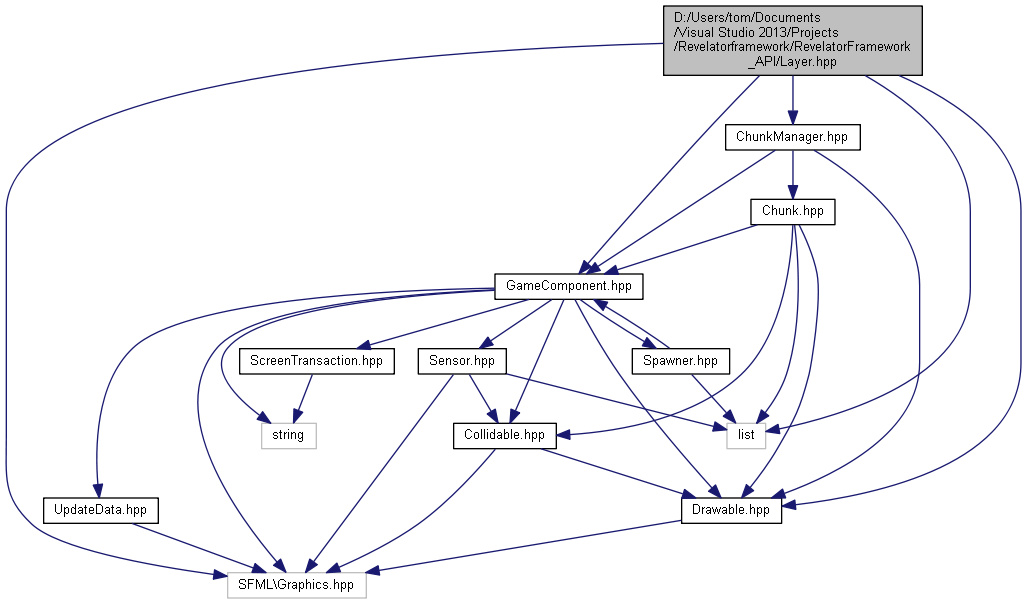 D:/Users/tom/Documents
/Visual Studio 2013/Projects
/Revelatorframework/RevelatorFramework
_API/Layer.hpp
ChunkManager.hpp
Chunk.hpp
GameComponent.hpp
ScreenTransaction.hpp
Sensor.hpp
Spawner.hpp
string
Collidable.hpp
list
UpdateData.hpp
Drawable.hpp
SFML\Graphics.hpp